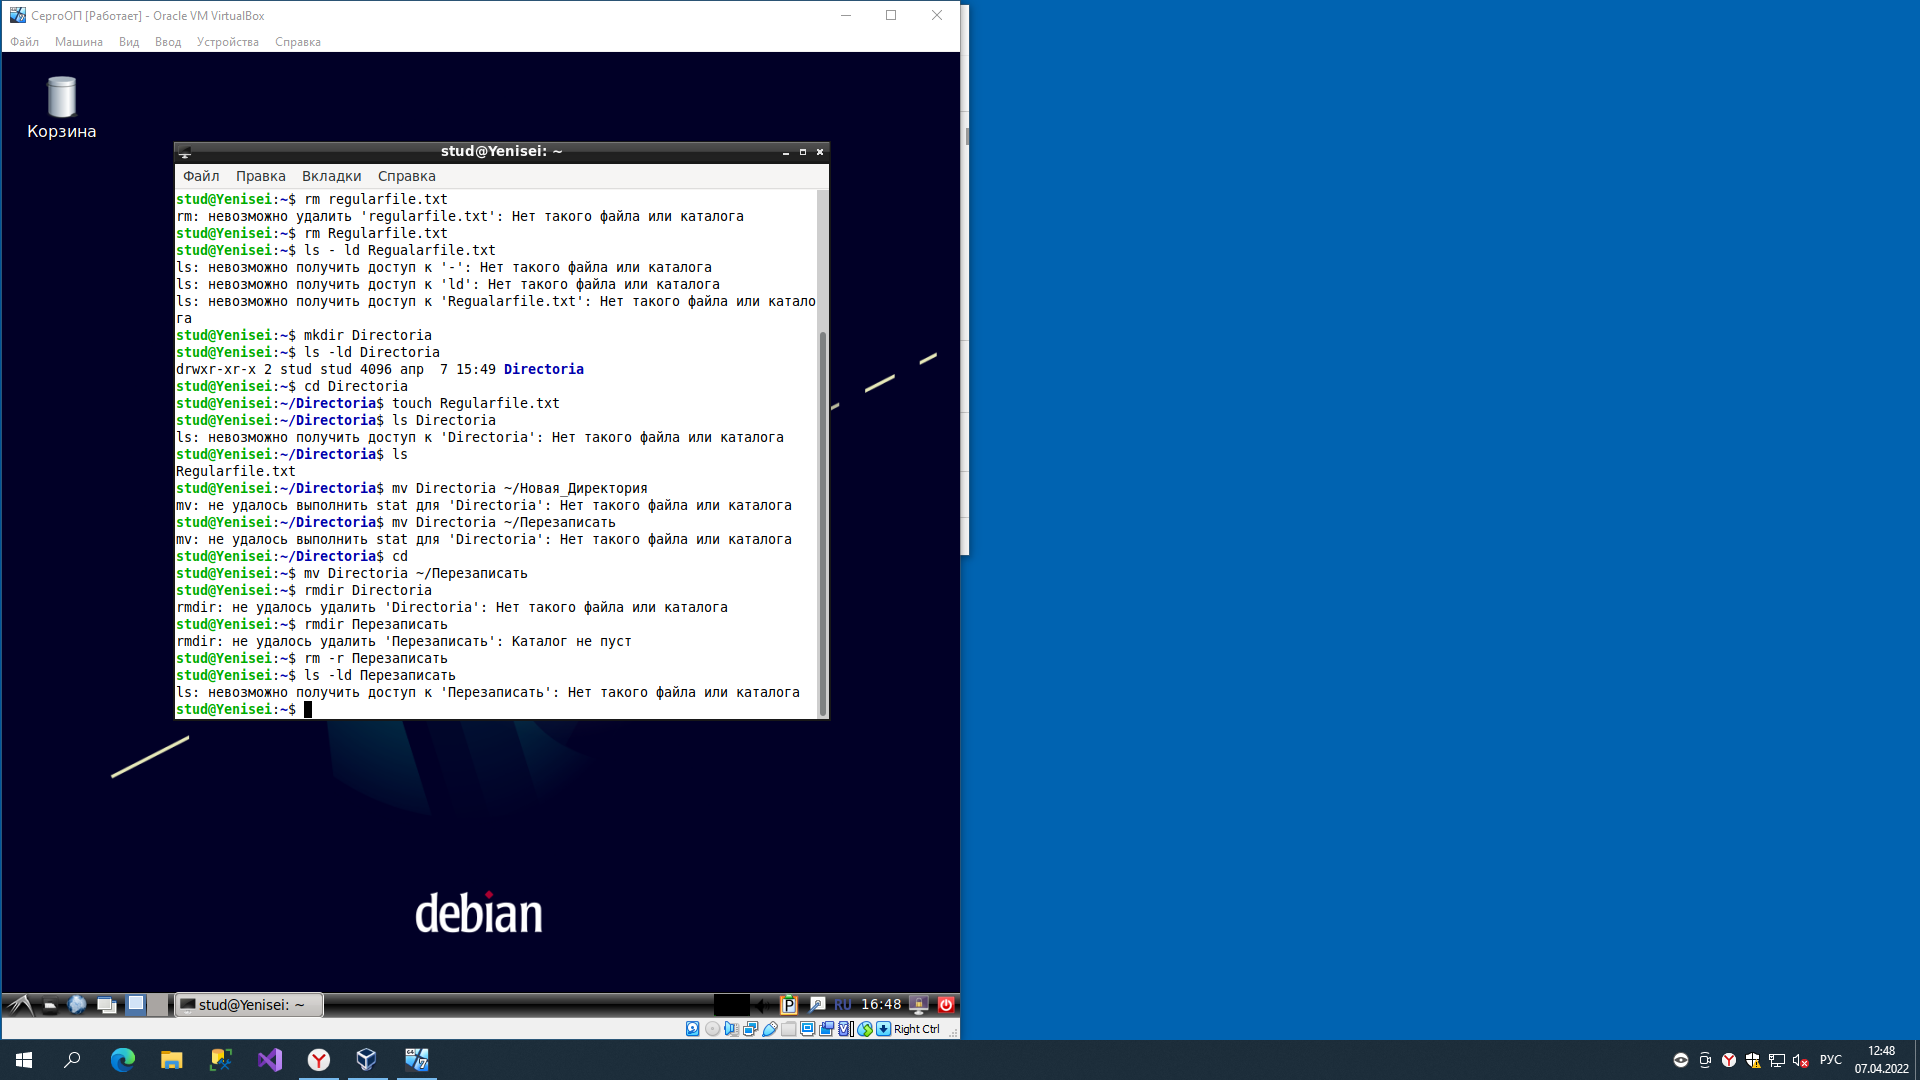 СергоОП [Работает] - Oracle VM VirtualBox
Файл Машина Вид Ввод Устройства Справка
Корзина
stud@Yenisei: ~
Файл Правка Вкладки Справка
stud@Yenisei:~$ rm regularfile.txt
rm: невозможно удалить 'regularfile.txt': Нет такого файла или каталога
stud@Yenisei:~$ rm Regularfile.txt
stud@Yenisei:~$ ls - ld Regualarfile.txt
ls: невозможно получить доступ к '-': Нет такого файла или каталога
ls: невозможно получить доступ к 'ld': Нет такого файла или каталога
ls: невозможно получить доступ к 'Regualarfile.txt': Нет такого файла или катало
га
stud@Yenisei:~$ mkdir Directoria
stud@Yenisei:~$ ls -ld Directoria
drwxr-xr-x 2 stud stud 4096 апр  7 15:49 Directoria
stud@Yenisei:~$ cd Directoria
stud@Yenisei:~/Directoria$ touch Regularfile.txt
stud@Yenisei:~/Directoria$ ls Directoria
ls: невозможно получить доступ к 'Directoria': Нет такого файла или каталога
stud@Yenisei:~/Directoria$ ls
Regularfile.txt
stud@Yenisei:~/Directoria$ mv Directoria ~/Новая_Директория
mv: не удалось выполнить stat для 'Directoria': Нет такого файла или каталога
stud@Yenisei:~/Directoria$ mv Directoria ~/Перезаписать
mv: не удалось выполнить stat для 'Directoria': Нет такого файла или каталога
stud@Yenisei:~/Directoria$ cd
stud@Yenisei:~$ mv Directoria ~/Перезаписать
stud@Yenisei:~$ rmdir Directoria
rmdir: не удалось удалить 'Directoria': Нет такого файла или каталога
stud@Yenisei:~$ rmdir Перезаписать
rmdir: не удалось удалить 'Перезаписать': Каталог не пуст
stud@Yenisei:~$ rm -r Перезаписать
stud@Yenisei:~$ ls -ld Перезаписать
ls: невозможно получить доступ к 'Перезаписать': Нет такого файла или каталога
stud@Yenisei:~$
debian
stud@Yenisei: ~
RU 16:48
Right Ctrl
РУС
12:48
07.04.2022